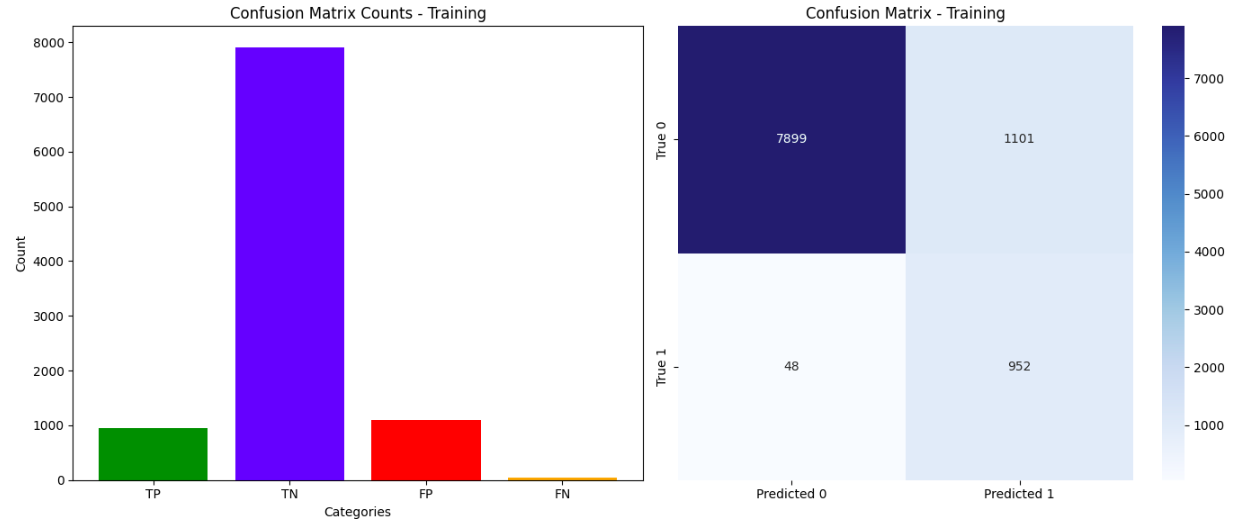 Confusion Matrix Counts - Training
8000
7000
6000
5000
4000
3000
2000
1000
0
Count
TP TN FP FN
Categories
Confusion Matrix - Training
True 0
7899 1101
True 1
48 952
Predicted 0 Predicted 1
7000
6000
5000
4000
3000
2000
1000